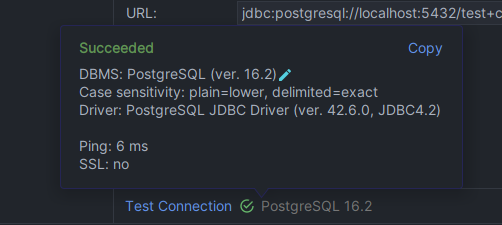 URL:
jdbc:postgresql://localhost:5432/test+c
Succeeded
Copy
DBMS: PostgreSQL (ver. 16.2)
Case sensitivity: plain=lower, delimited=exact
Driver: PostgreSQL JDBC Driver (ver. 42.6.0, JDBC4.2)
Ping: 6 ms
SSL: no
Test Connection PostgreSQL 16.2